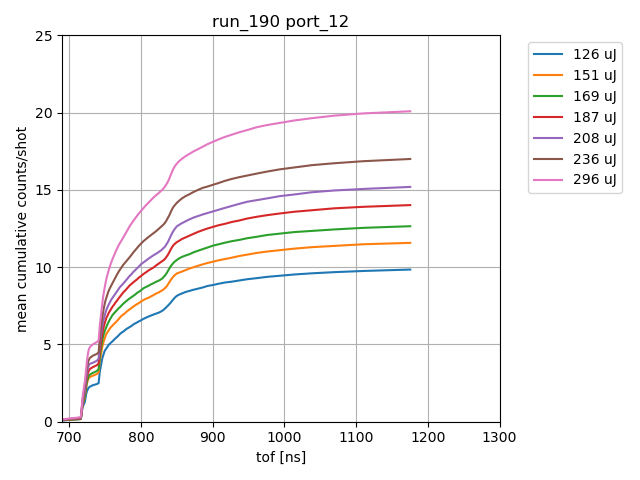 run_190 port_12
mean cumulative counts/shot
25
20
15
10
5
0
700 800 900 1000 1100 1200 1300
tof [ns]
126 uJ
151 uJ
169 uJ
187 uJ
208 uJ
236 uJ
296 uJ